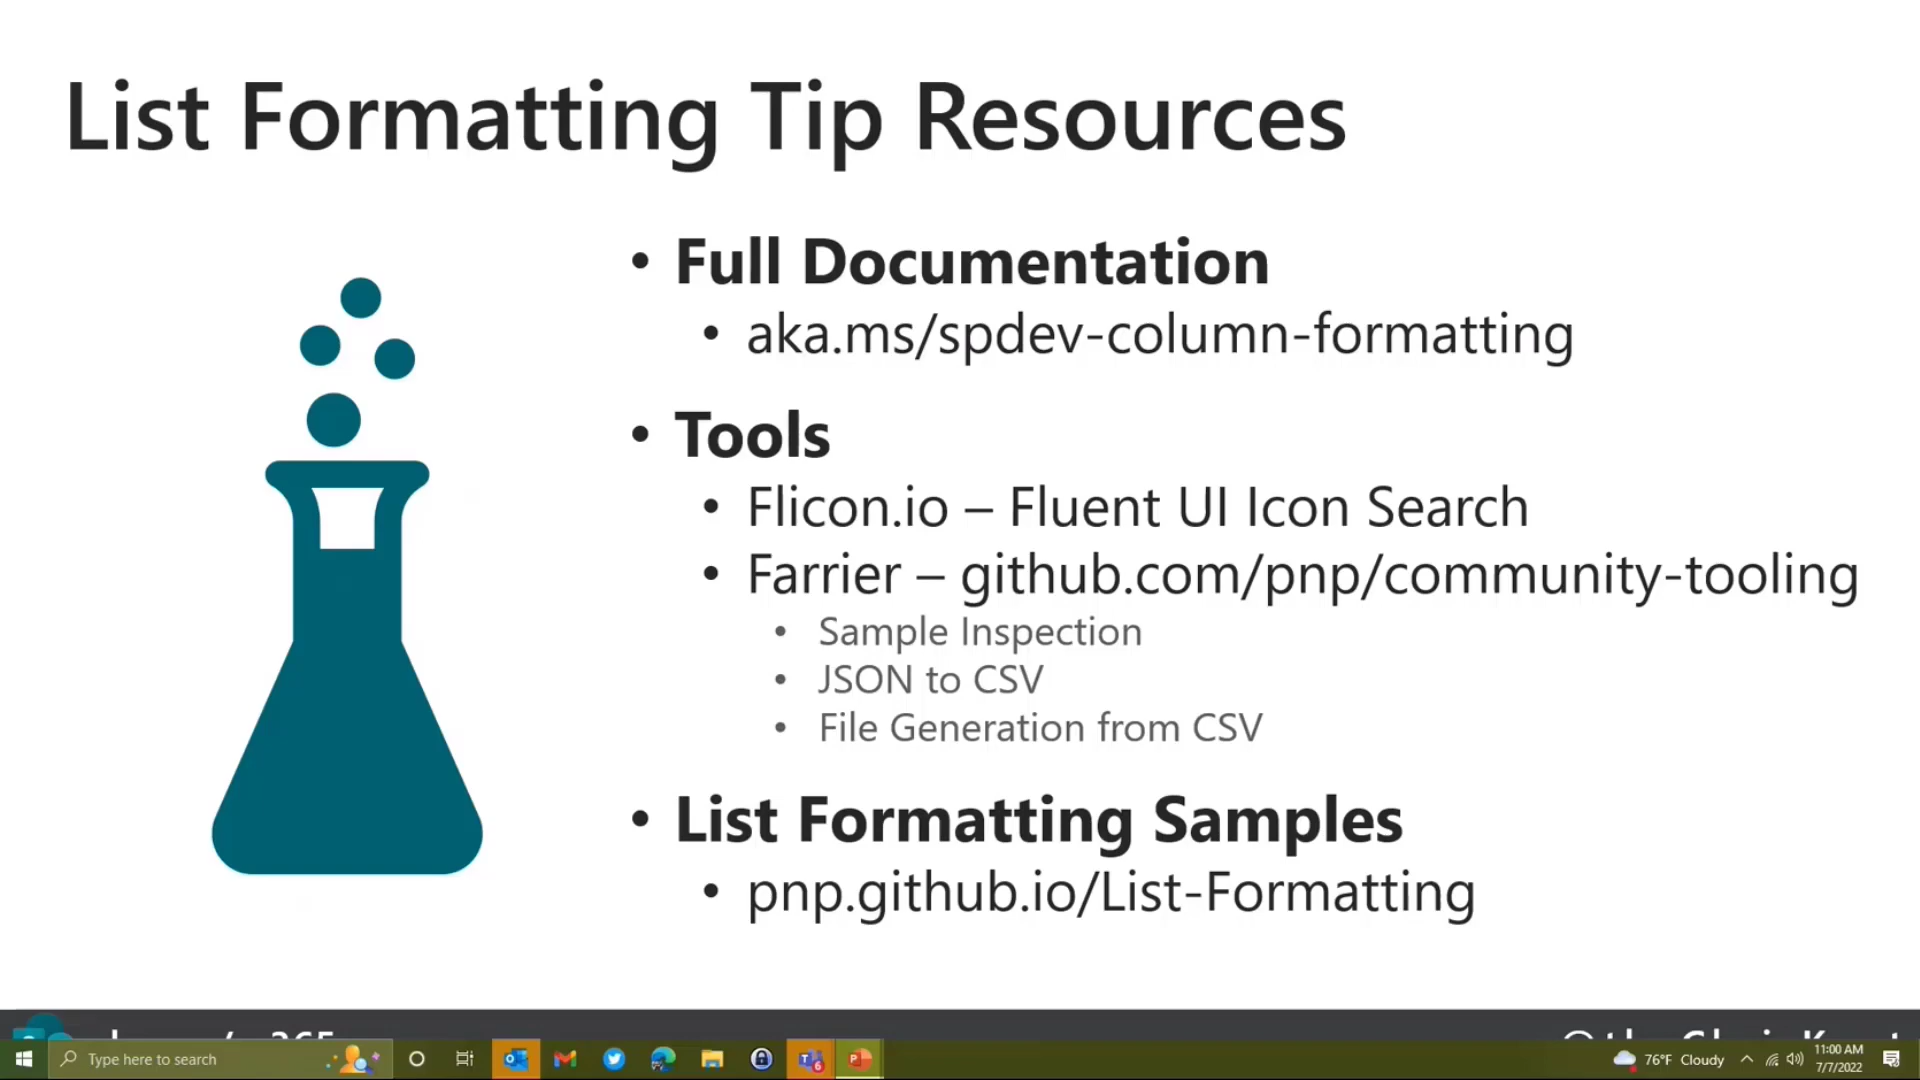 List Formatting Tip Resources
• Full Documentation
• aka.ms/spdev-column-formatting
• Tools
• Flicon.io – Fluent UI Icon Search
• Farrier – github.com/pnp/community-tooling
• Sample Inspection
• JSON to CSV
• File Generation from CSV
• List Formatting Samples
• pnp.github.io/List-Formatting
Type here to search
6
76°F Cloudy
11:00 AM
7/7/2022